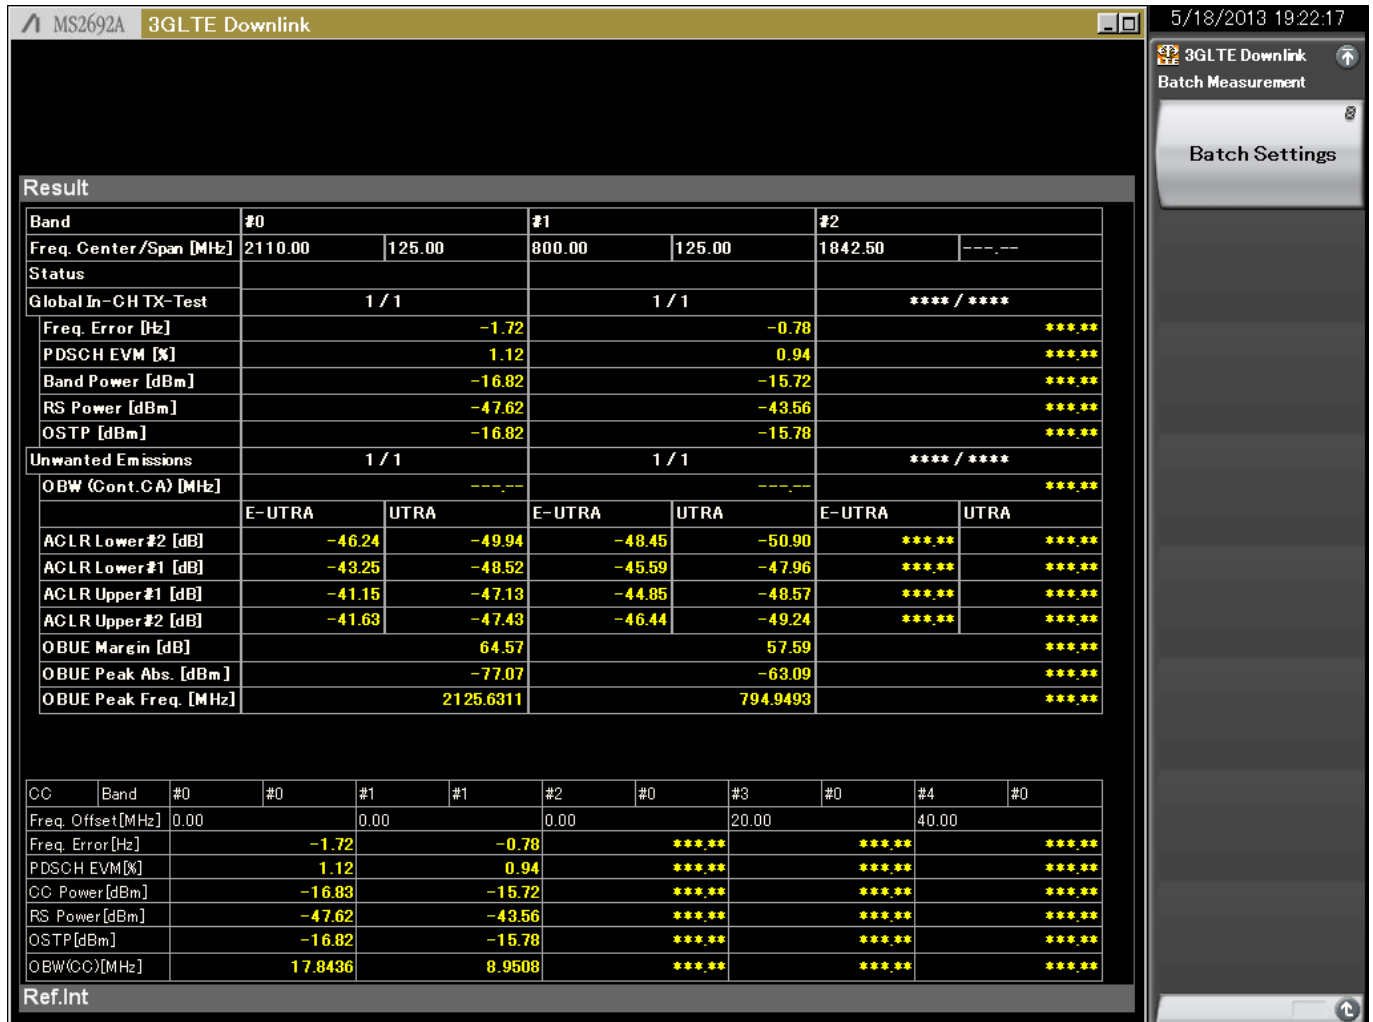 MS2692A 3GLTE Downlink
5/18/2013 19:22:17
3GLTE Downlink
Batch Measurement
8
Batch Settings
Result
Band #0 #1 #2
Freq. Center/Span [MHz] 2110.00 125.00 800.00 125.00 1842.50 ---.--
Status
Global In-CH TX-Test 1 / 1 1 / 1 **** / ****
Freq. Error [Hz] -1.72 -0.78 ***.**
PDSCH EVM [%] 1.12 0.94 ***.**
Band Power [dBm] -16.82 -15.72 ***.**
RS Power [dBm] -47.62 -43.56 ***.**
OSTP [dBm] -16.82 -15.78 ***.**
Unwanted Emissions 1 / 1 1 / 1 **** / ****
OBW (Cont.CA) [MHz] ---.-- ---.-- ***.**
E-UTRA UTRA E-UTRA UTRA E-UTRA UTRA
ACLR Lower#2 [dB] -46.24 -49.94 -48.45 -50.90 ***.** ***.**
ACLR Lower#1 [dB] -43.25 -48.52 -45.59 -47.96 ***.** ***.**
ACLR Upper#1 [dB] -41.15 -47.13 -44.85 -48.57 ***.** ***.**
ACLR Upper#2 [dB] -41.63 -47.43 -46.44 -49.24 ***.** ***.**
OBUE Margin [dB] 64.57 57.59 ***.**
OBUE Peak Abs. [dBm] -77.07 -63.09 ***.**
OBUE Peak Freq. [MHz] 2125.6311 794.9493 ***.**
CC Band #0 #0 #1 #1 #2 #0 #3 #0 #4 #0
Freq. Offset[MHz] 0.00 0.00 0.00 20.00 40.00
Freq. Error[Hz] -1.72 -0.78 ***.** ***.** ***.**
PDSCH EVM[%] 1.12 0.94 ***.** ***.** ***.**
CC Power[dBm] -16.83 -15.72 ***.** ***.** ***.**
RS Power[dBm] -47.62 -43.56 ***.** ***.** ***.**
OSTP[dBm] -16.82 -15.78 ***.** ***.** ***.**
OBW(CC)[MHz] 17.8436 8.9508 ***.** ***.** ***.**
Ref.Int